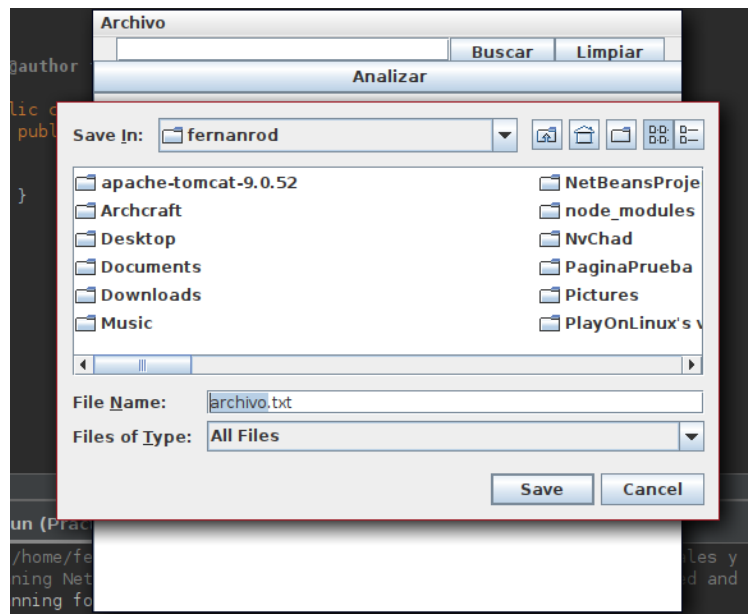 Archivo
Buscar Limpiar
@author
Analizar
lic c
publ
Save In: fernanrod
apache-tomcat-9.0.52 NetBeansProje
Archcraft node_modules
} Desktop NvChad
Documents PaginaPrueba
Downloads Pictures
Music PlayOnLinux's v
File Name: archivo.txt
Files of Type: All Files
Save Cancel
un (Prac
/home/fe les y
ning Net d and
nning fo